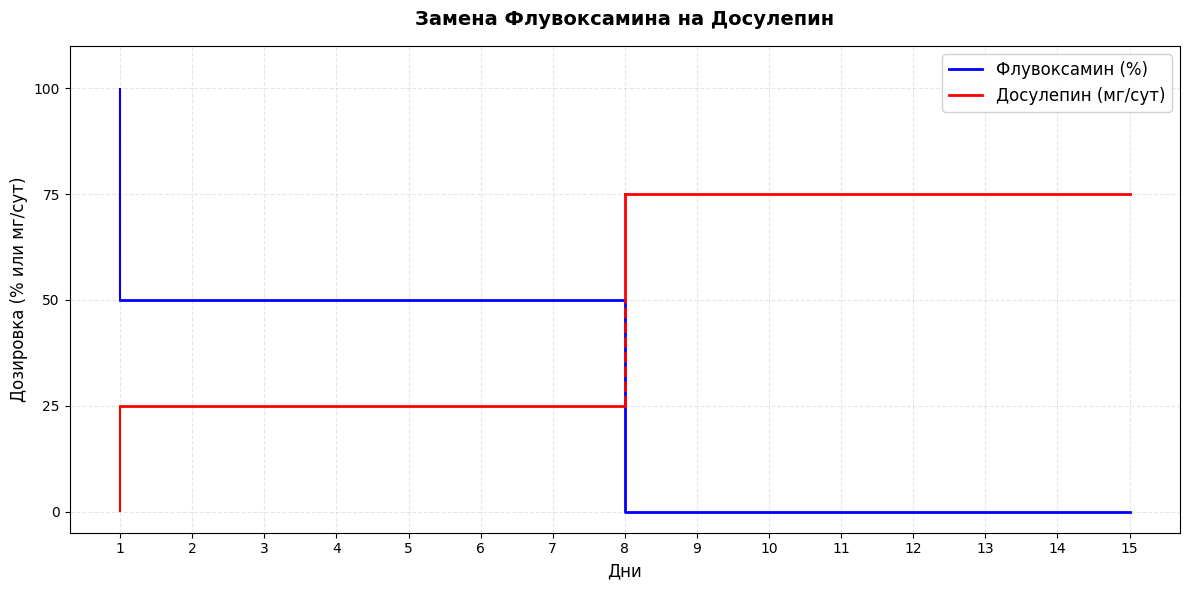 Замена Флувоксамина на Досулепин
Флувоксамин (%)
Досулепин (мг/сут)
Дозировка (% или мг/сут)
100
75
50
25
0
1 2 3 4 5 6 7 8 9 10 11 12 13 14 15
Дни